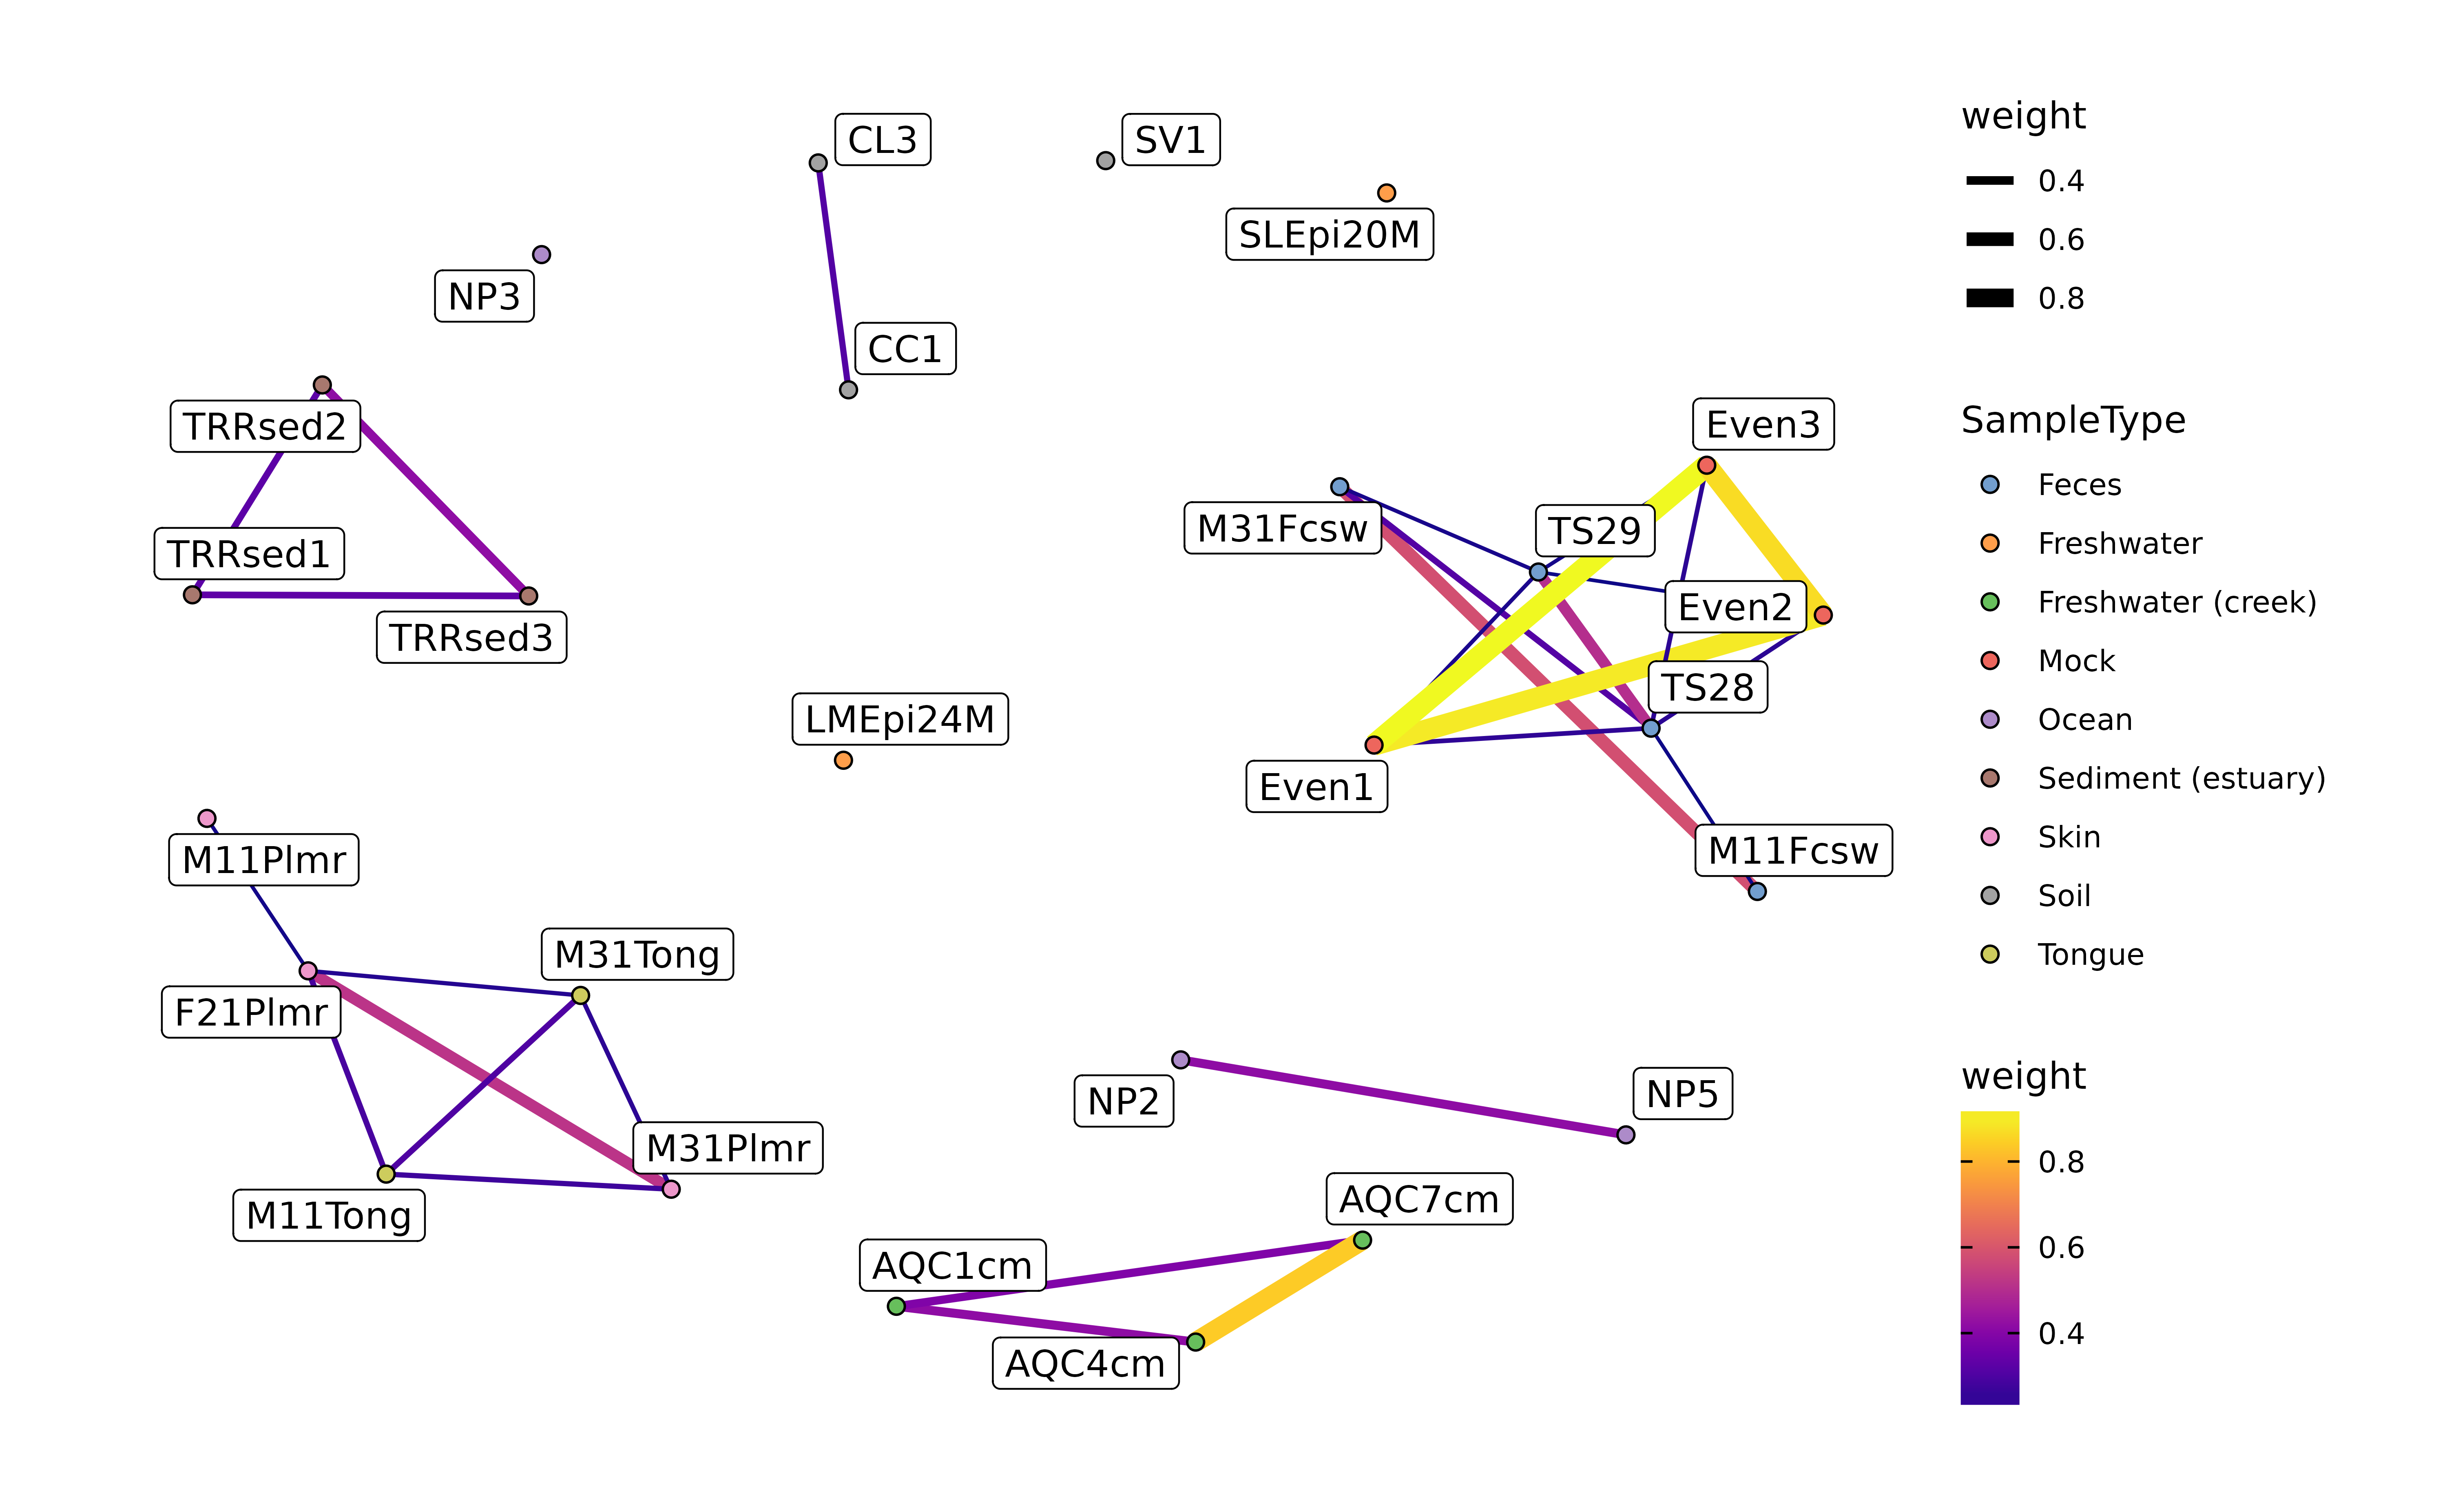 CL3
SV1
SLEpi20M
NP3
CC1
TRRsed2
TRRsed1
TRRsed3
Even3
M31Fcsw
TS29
Even2
TS28
Even1
M11Fcsw
LMEpi24M
M11Plmr
M31Tong
F21Plmr
M31Plmr
M11Tong
NP2
NP5
AQC7cm
AQC1cm
AQC4cm
weight
0.4
0.6
0.8
SampleType
Feces
Freshwater
Freshwater (creek)
Mock
Ocean
Sediment (estuary)
Skin
Soil
Tongue
weight
0.8
0.6
0.4